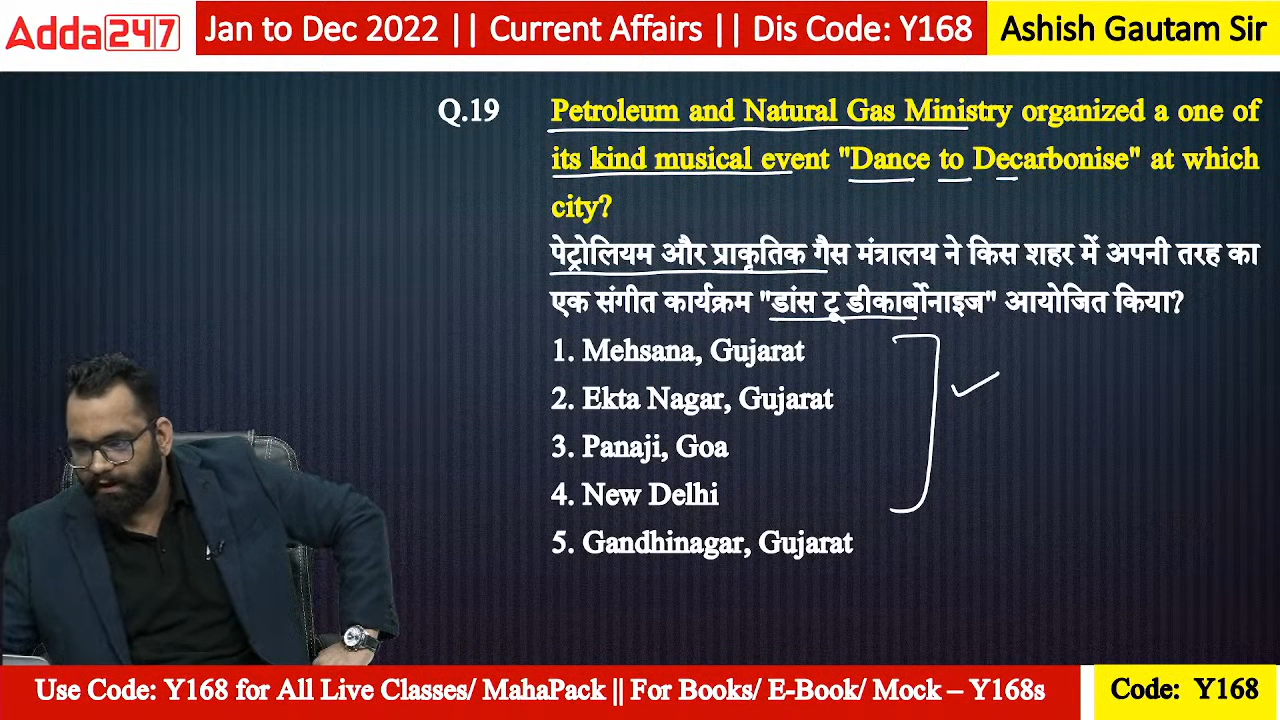 Adda247
Jan to Dec 2022 || Current Affairs || Dis Code: Y168
Ashish Gautam Sir
Q.19
Petroleum and Natural Gas Ministry organized a one of
its kind musical event "Dance to Decarbonise" at which
city?
पेट्रोलियम और प्राकृतिक गैस मंत्रालय ने किस शहर में अपनी तरह का
एक संगीत कार्यक्रम "डांस टू डीकार्बोनाइज" आयोजित किया?
1. Mehsana, Gujarat
2. Ekta Nagar, Gujarat
3. Panaji, Goa
4. New Delhi
5. Gandhinagar, Gujarat
Use Code: Y168 for All Live Classes/ MahaPack || For Books/ E-Book/ Mock – Y168s
Code: Y168